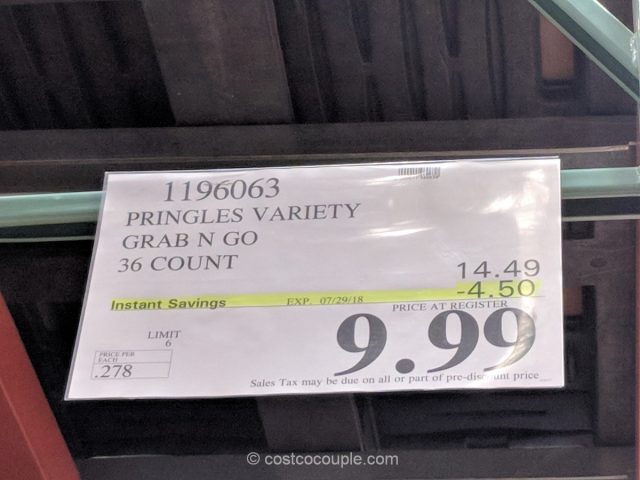 1196063
PRINGLES VARIETY
GRAB N GO
36 COUNT
14.49
Instant Savings EXP. 07/29/18 -4.50
PRICE AT REGISTER
9.99
LIMIT
6
PRICE PER
EACH
.278
Sales Tax may be due on all or part of pre-discount price
© costcocouple.com